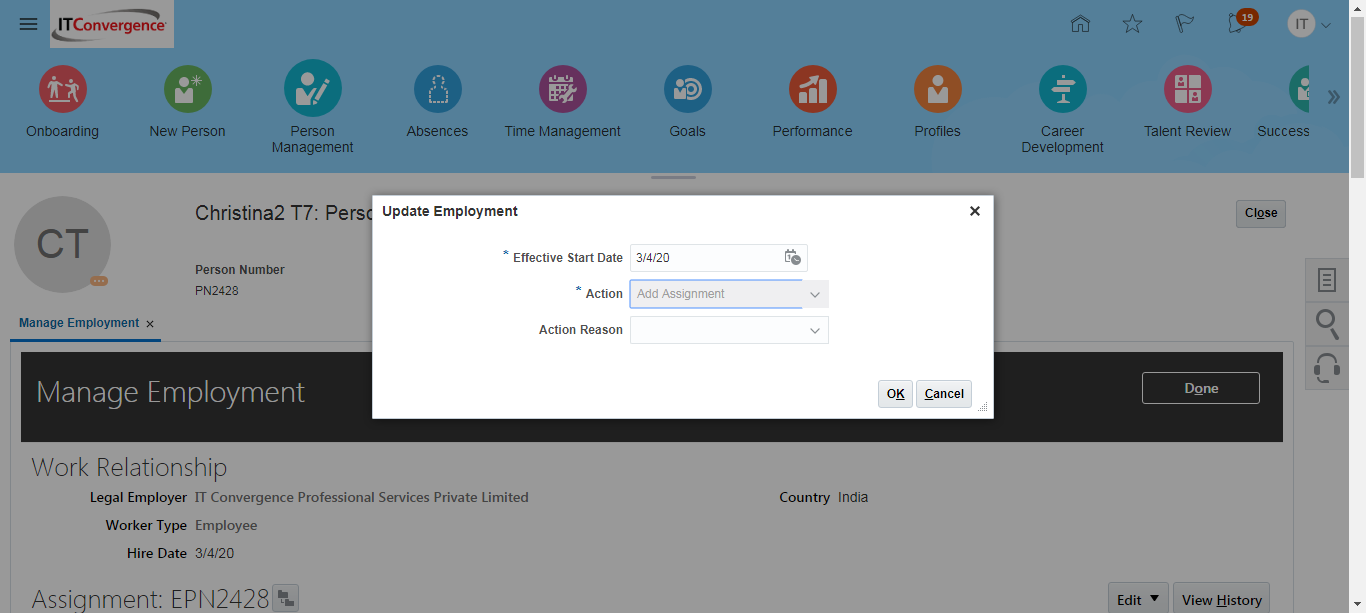 ITConvergence
19
IT
Onboarding
New Person
Person
Management
Absences
Time Management
Goals
Performance
Profiles
Career
Development
Talent Review
Success
CT
Christina2 T7: Perso
Close
Person Number
PN2428
Manage Employment ×
Update Employment
* Effective Start Date 3/4/20
* Action Add Assignment
Action Reason
OK Cancel
Manage Employment
Done
Work Relationship
Legal Employer IT Convergence Professional Services Private Limited
Country India
Worker Type Employee
Hire Date 3/4/20
Assignment: EPN2428
Edit
View History